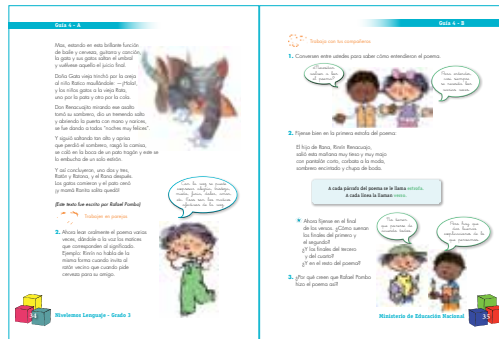 Guía 4 - A
Mas, estando en esta brillante función
de baile y cerveza, guitarra y canción,
la gata y sus gatos saltan el umbral
y vuélvese aquello el juicio final.
Doña Gata vieja trinchó por la oreja
al niño Ratico maullándole: —¡Hola!,
y los niños gatos a la vieja Rata,
uno por la pata y otro por la cola.
Don Renacuajito mirando ese asalto
tomó su sombrero, dio un tremendo salto
y abriendo la puerta con mano y narices,
se fue dando a todos "noches muy felices".
Y siguió saltando tan alto y aprisa
que perdió el sombrero, rasgó la camisa,
se coló en la boca de un pato tragón y este se
lo embucha de un solo estirón.
Y así concluyeron, uno dos y tres,
Ratón y Ratona, y el Rana después.
Los gatos comieron y el pato cenó
¡y mamá Ranita solita quedó!
(Este texto fue escrito por Rafael Pombo)
Trabaja en parejas
2. Ahora lean oralmente el poema varias
veces, dándole a la voz los matices
que corresponden al significado.
Ejemplo: Rinrín no habla de la
misma forma cuando invita al
ratón vecino que cuando pide
cerveza para su amigo.
34
Nivelemos Lenguaje - Grado 3
Guía 4 - B
Trabaja con tus compañeros
1. Conversen entre ustedes para saber cómo entendieron el poema.
2. Fíjense bien en la primera estrofa del poema:
El hijo de Rana, Rinrín Renacuajo,
salió esta mañana muy tieso y muy majo
con pantalón corto, corbata a la moda,
sombrero encintado y chupa de boda.
A cada párrafo del poema se le llama estrofa.
A cada línea la llaman verso.
Ahora fíjense en el final
de los versos. ¿Cómo suenan
los finales del primero y
el segundo?
¿Y los finales del tercero
y del cuarto?
¿Y en el resto del poema?
3. ¿Por qué creen que Rafael Pombo
hizo el poema así?
Ministerio de Educación Nacional
35